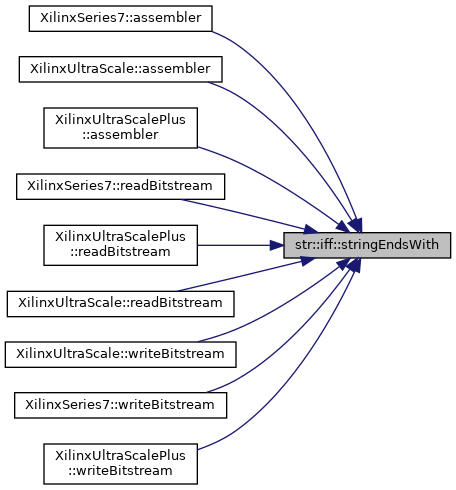 XilinxSeries7::assembler
XilinxUltraScale::assembler
XilinxUltraScalePlus
::assembler
XilinxSeries7::readBitstream
XilinxUltraScalePlus
::readBitstream
str::iff::stringEndsWith
XilinxUltraScale::readBitstream
XilinxUltraScale::writeBitstream
XilinxSeries7::writeBitstream
XilinxUltraScalePlus
::writeBitstream